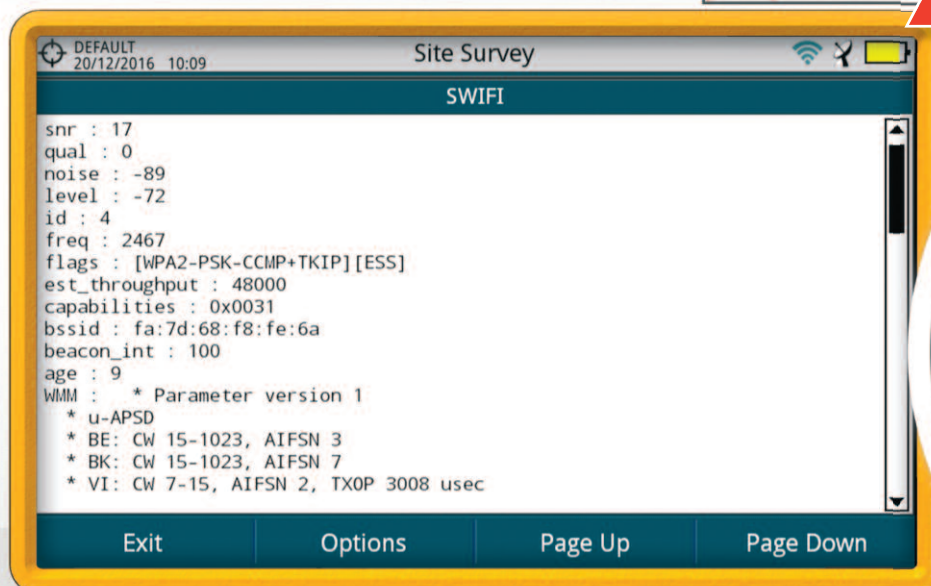 DEFAULT
20/12/2016 10:09
Site Survey
SWIFI
snr : 17
qual : 0
noise : -89
level : -72
id : 4
freq : 2467
flags : [WPA2-PSK-CCMP+TKIP][ESS]
est_throughput : 48000
capabilities : 0x0031
bssid : fa:7d:68:f8:fe:6a
beacon_int : 100
age : 9
WMM : * Parameter version 1
* u-APSD
* BE: CW 15-1023, AIFSN 3
* BK: CW 15-1023, AIFSN 7
* VI: CW 7-15, AIFSN 2, TXOP 3008 usec
Exit Options Page Up Page Down